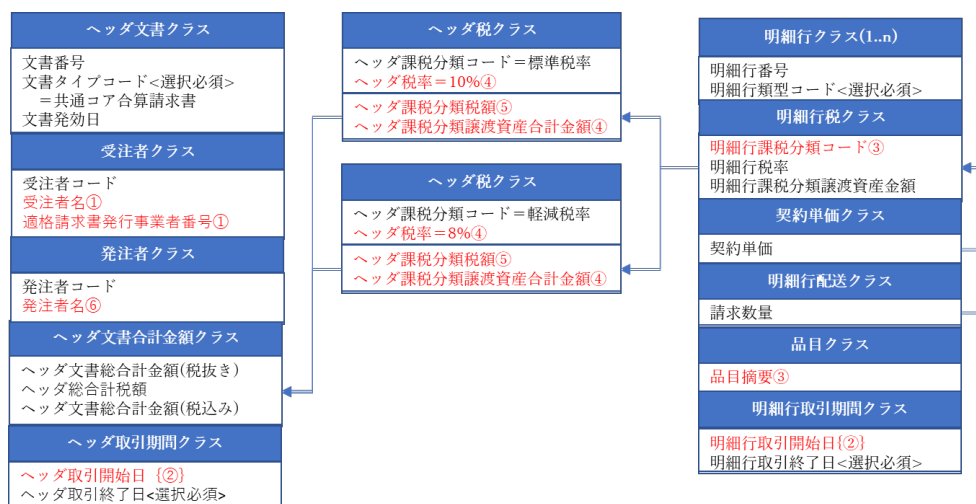 ヘッダ文書クラス
文書番号
文書タイプコード<選択必須>
＝共通コア合算請求書
文書発効日
受注者クラス
受注者コード
受注者名①
適格請求書発行事業者番号①
発注者クラス
発注者コード
発注者名⑥
ヘッダ文書合計金額クラス
ヘッダ文書総合計金額(税抜き)
ヘッダ総合計税額
ヘッダ文書総合計金額(税込み)
ヘッダ取引期間クラス
ヘッダ取引開始日 {②}
ヘッダ取引終了日<選択必須>
ヘッダ税クラス
ヘッダ課税分類コード＝標準税率
ヘッダ税率＝10%④
ヘッダ課税分類税額⑤
ヘッダ課税分類譲渡資産合計金額④
ヘッダ税クラス
ヘッダ課税分類コード＝軽減税率
ヘッダ税率＝8%④
ヘッダ課税分類税額⑤
ヘッダ課税分類譲渡資産合計金額④
明細行クラス(1..n)
明細行番号
明細行類型コード<選択必須>
明細行税クラス
明細行課税分類コード③
明細行税率
明細行課税分類譲渡資産金額
契約単価クラス
契約単価
明細行配送クラス
請求数量
品目クラス
品目摘要③
明細行取引期間クラス
明細行取引開始日{②}
明細行取引終了日<選択必須>